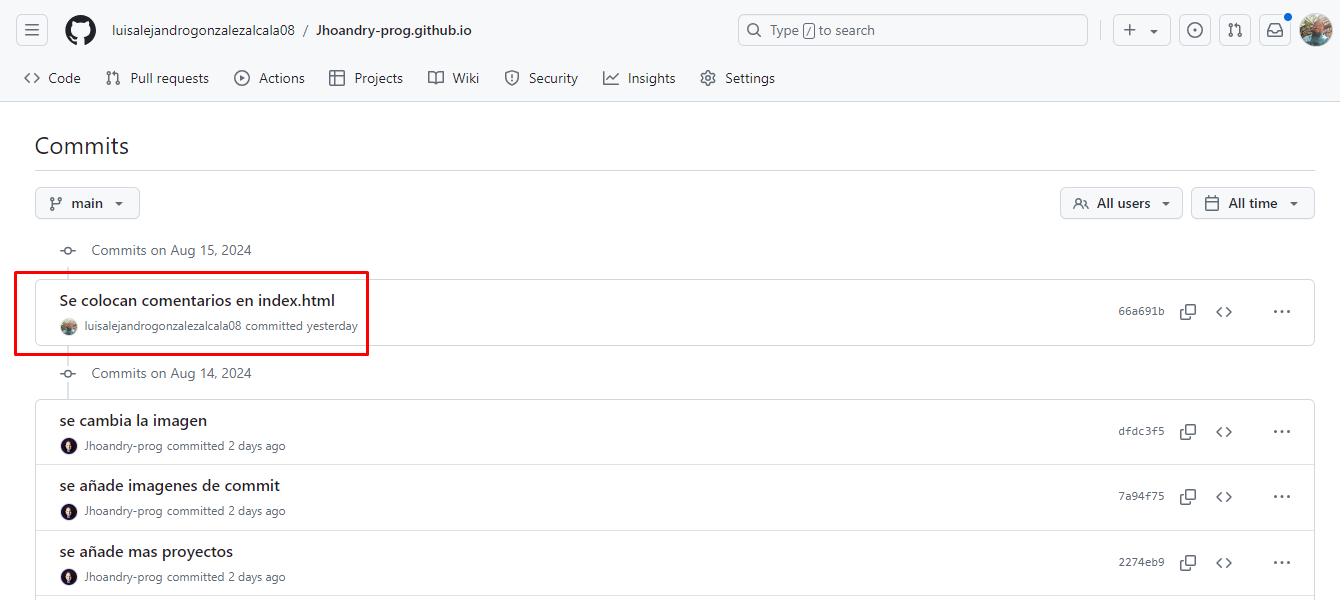 luisalejandrogonzalezalcala08 / Jhoandry-prog.github.io
Type / to search
Code Pull requests Actions Projects Wiki Security Insights Settings
Commits
main All users All time
Commits on Aug 15, 2024
Se colocan comentarios en index.html
luisalejandrogonzalezalcala08 committed yesterday
66a691b
Commits on Aug 14, 2024
se cambia la imagen
Jhoandry-prog committed 2 days ago
dfdc3f5
se añade imagenes de commit
Jhoandry-prog committed 2 days ago
7a94f75
se añade mas proyectos
Jhoandry-prog committed 2 days ago
2274eb9